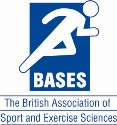 BASES
The British Association of
Sport and Exercise Sciences